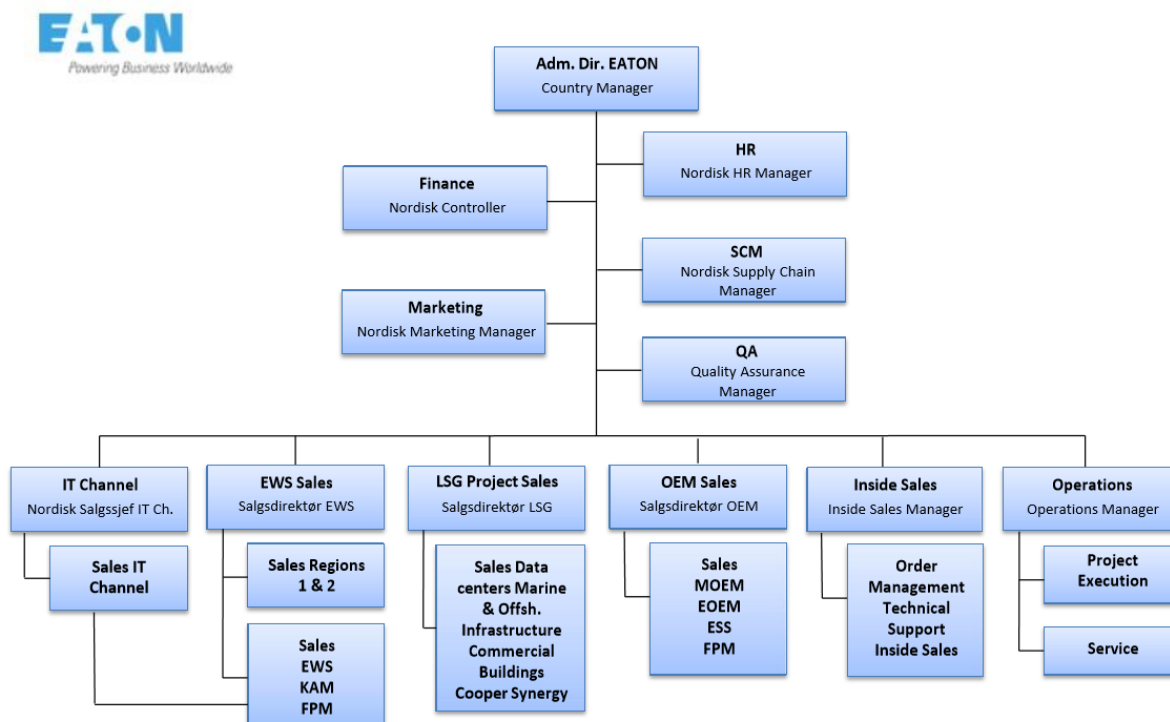 EATON
Powering Business Worldwide
Adm. Dir. EATON
Country Manager
HR
Nordisk HR Manager
Finance
Nordisk Controller
SCM
Nordisk Supply Chain
Manager
Marketing
Nordisk Marketing Manager
QA
Quality Assurance
Manager
IT Channel
Nordisk Salgssjef IT Ch.
EWS Sales
Salgsdirektør EWS
LSG Project Sales
Salgsdirektør LSG
OEM Sales
Salgsdirektør OEM
Inside Sales
Inside Sales Manager
Operations
Operations Manager
Sales IT
Channel
Sales Regions
1 & 2
Sales
EWS
KAM
FPM
Sales Data
centers Marine
& Offsh.
Infrastructure
Commercial
Buildings
Cooper Synergy
Sales
MOEM
EOEM
ESS
FPM
Order
Management
Technical
Support
Inside Sales
Project
Execution
Service